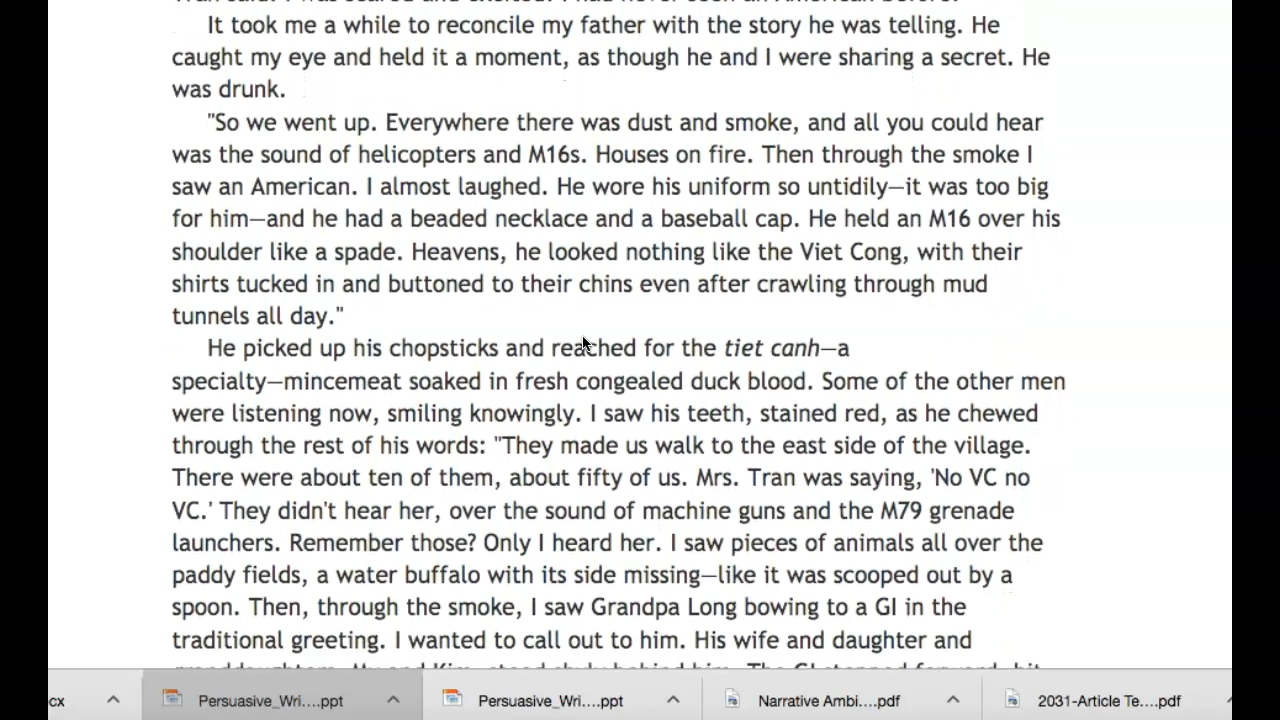 It took me a while to reconcile my father with the story he was telling. He
caught my eye and held it a moment, as though he and I were sharing a secret. He
was drunk.
"So we went up. Everywhere there was dust and smoke, and all you could hear
was the sound of helicopters and M16s. Houses on fire. Then through the smoke I
saw an American. I almost laughed. He wore his uniform so untidily—it was too big
for him—and he had a beaded necklace and a baseball cap. He held an M16 over his
shoulder like a spade. Heavens, he looked nothing like the Viet Cong, with their
shirts tucked in and buttoned to their chins even after crawling through mud
tunnels all day."
He picked up his chopsticks and reached for the tiet canh—a
specialty—mincemeat soaked in fresh congealed duck blood. Some of the other men
were listening now, smiling knowingly. I saw his teeth, stained red, as he chewed
through the rest of his words: "They made us walk to the east side of the village.
There were about ten of them, about fifty of us. Mrs. Tran was saying, 'No VC no
VC.' They didn't hear her, over the sound of machine guns and the M79 grenade
launchers. Remember those? Only I heard her. I saw pieces of animals all over the
paddy fields, a water buffalo with its side missing—like it was scooped out by a
spoon. Then, through the smoke, I saw Grandpa Long bowing to a GI in the
traditional greeting. I wanted to call out to him. His wife and daughter and
cx Persuasive_Wri....ppt Persuasive_Wri....ppt Narrative Ambi....pdf 2031-Article Te....pdf